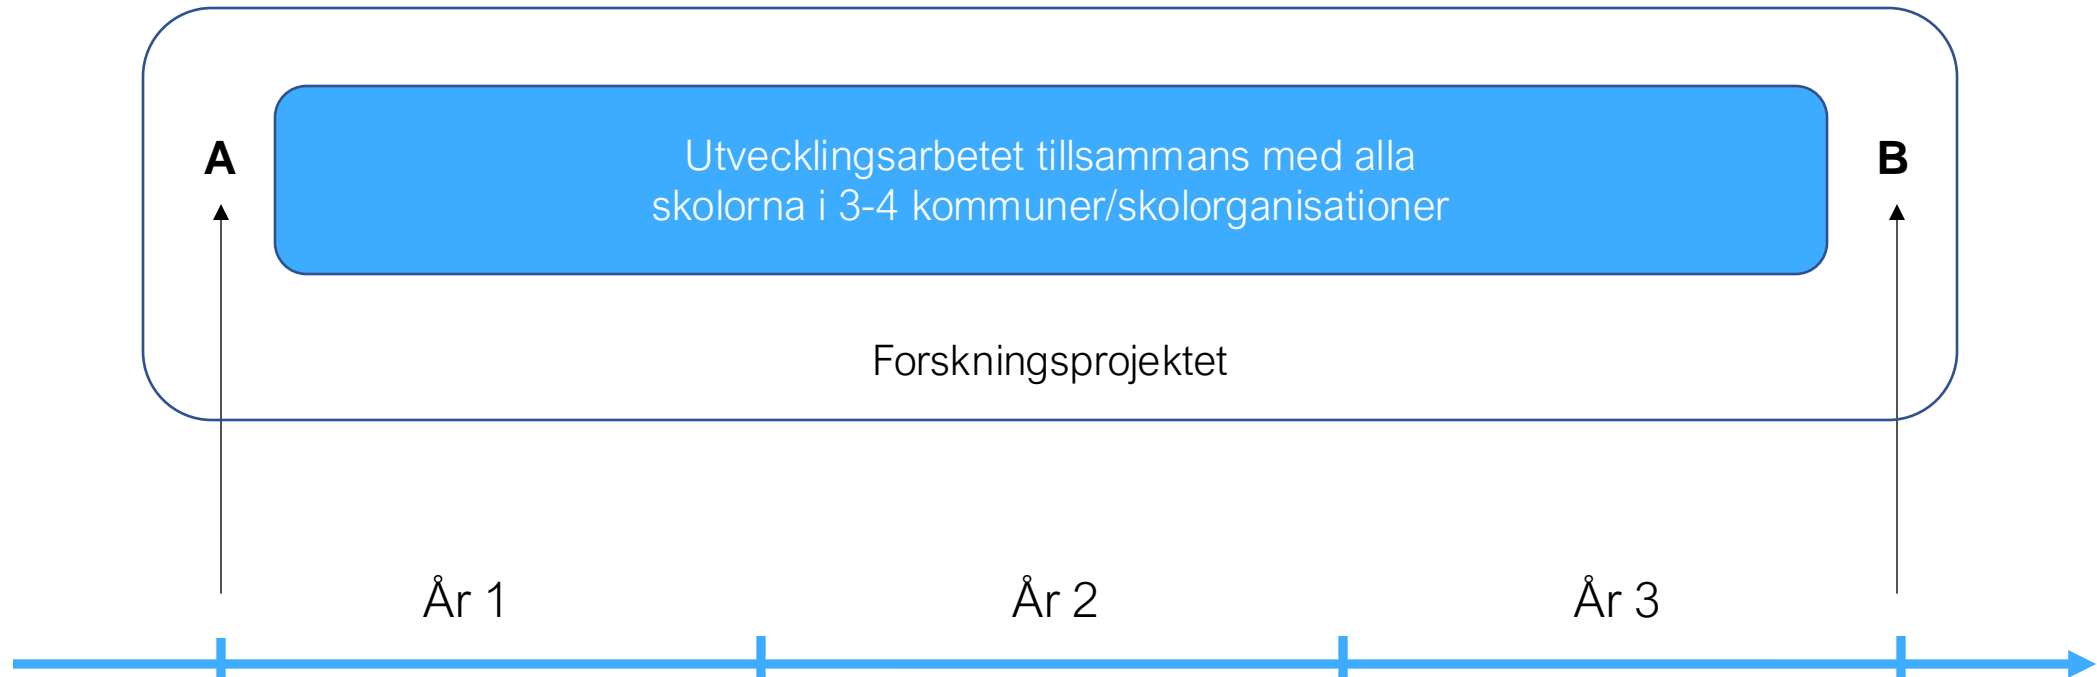 A
Utvecklingsarbetet tillsammans med alla
skolorna i 3-4 kommuner/skolorganisationer
B
Forskningsprojektet
År 1
År 2
År 3